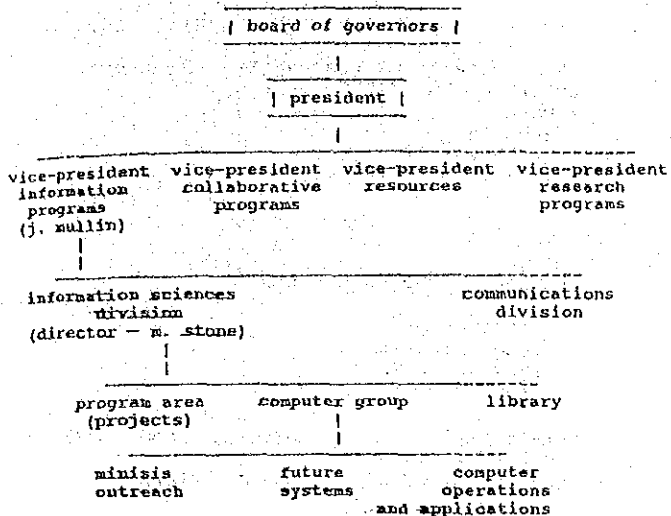 board of governors
president
vice-president vice-president vice-president vice-president
information collaborative resources research
programs programs programs
(j. mullin)
information sciences communications
division division
(director — m. stone)
program area computer group library
(projects)
minisis future computer
outreach systems operations
and applications